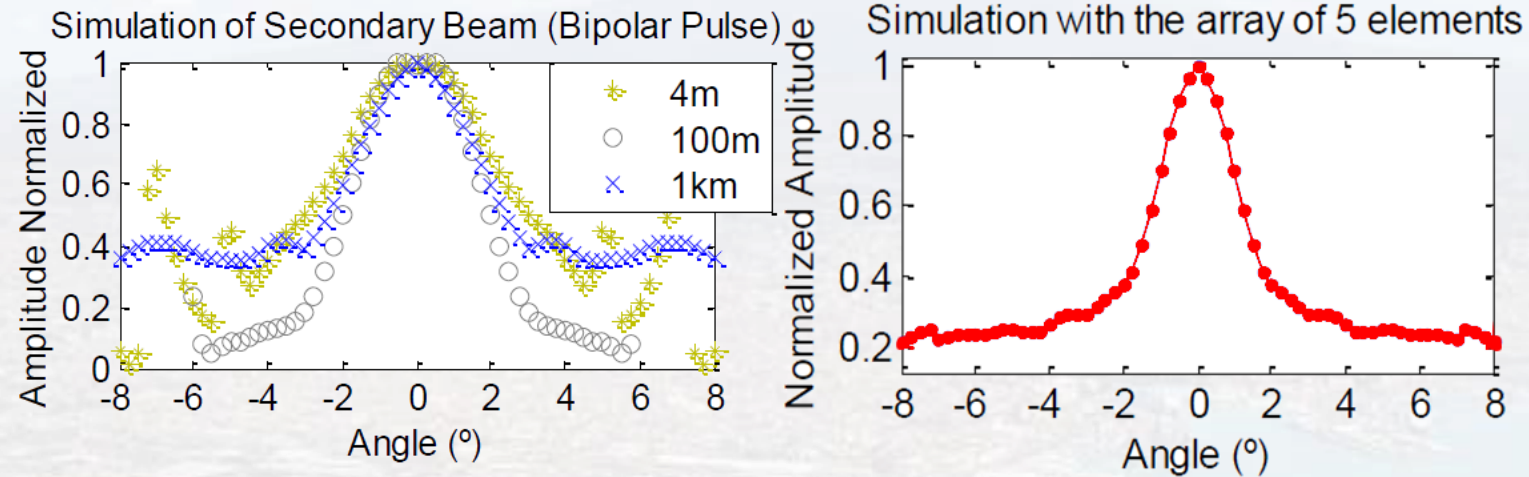 Simulation of Secondary Beam (Bipolar Pulse)
Amplitude Normalized
1
0.8
0.6
0.4
0.2
0
-8 -6 -4 -2 0 2 4 6 8
Angle (º)
4m
100m
1km
Simulation with the array of 5 elements
Normalized Amplitude
1
0.8
0.6
0.4
0.2
-8 -6 -4 -2 0 2 4 6 8
Angle (º)